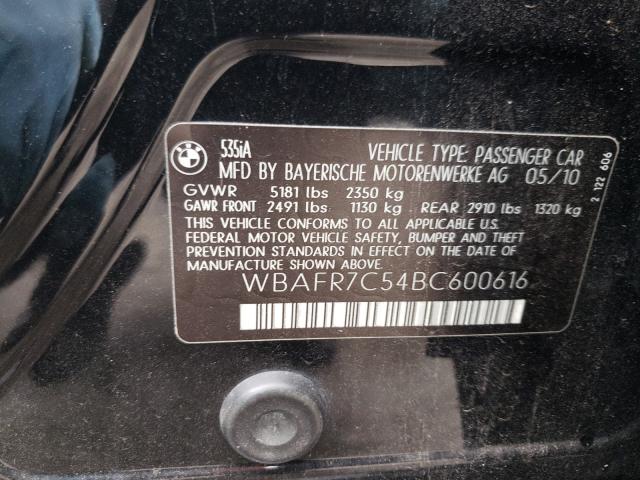 BMW
535iA
VEHICLE TYPE: PASSENGER CAR
MFD BY BAYERISCHE MOTORENWERKE AG 05/10
GVWR 5181 lbs 2350 kg
GAWR FRONT 2491 lbs 1130 kg REAR 2910 lbs 1320 kg
THIS VEHICLE CONFORMS TO ALL APPLICABLE U.S.
FEDERAL MOTOR VEHICLE SAFETY, BUMPER AND THEFT
PREVENTION STANDARDS IN EFFECT ON THE DATE OF
MANUFACTURE SHOWN ABOVE
WBAFR7C54BC600616
2 122 606